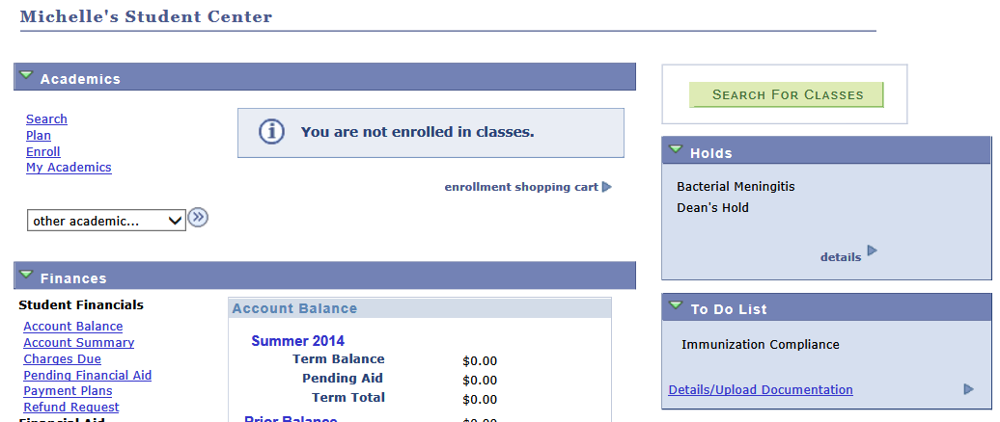 Michelle's Student Center
Academics
Search
Plan
Enroll
My Academics
You are not enrolled in classes.
enrollment shopping cart
other academic...
Finances
Student Financials
Account Balance
Account Summary
Charges Due
Pending Financial Aid
Payment Plans
Refund Request
Financial Aid
Account Balance
Summer 2014
Term Balance $0.00
Pending Aid $0.00
Term Total $0.00
Prior Balance $0.00
SEARCH FOR CLASSES
Holds
Bacterial Meningitis
Dean's Hold
details
To Do List
Immunization Compliance
Details/Upload Documentation